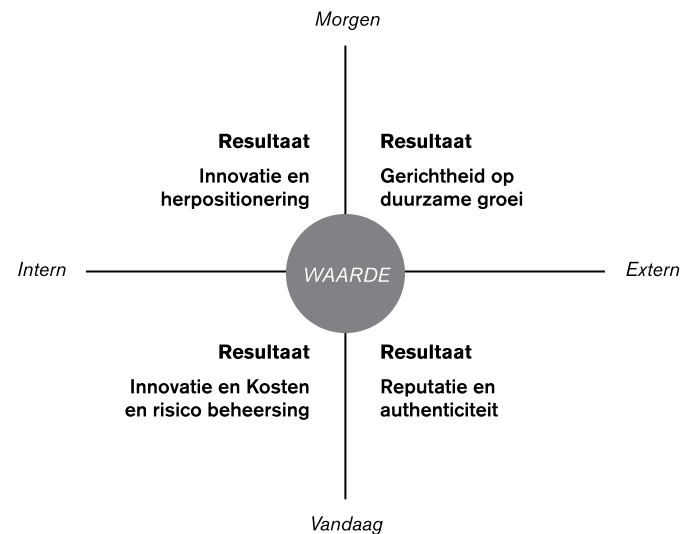 Morgen
Resultaat
Innovatie en
herpositionering
Resultaat
Gerichtheid op
duurzame groei
Intern
WAARDE
Extern
Resultaat
Innovatie en Kosten
en risico beheersing
Resultaat
Reputatie en
authenticiteit
Vandaag